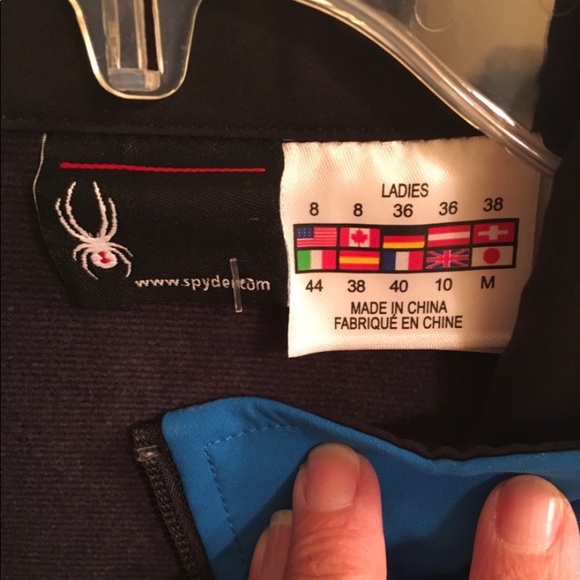 www.spyder.com
LADIES
8 8 36 36 38
44 38 40 10 M
MADE IN CHINA
FABRIQUÉ EN CHINE